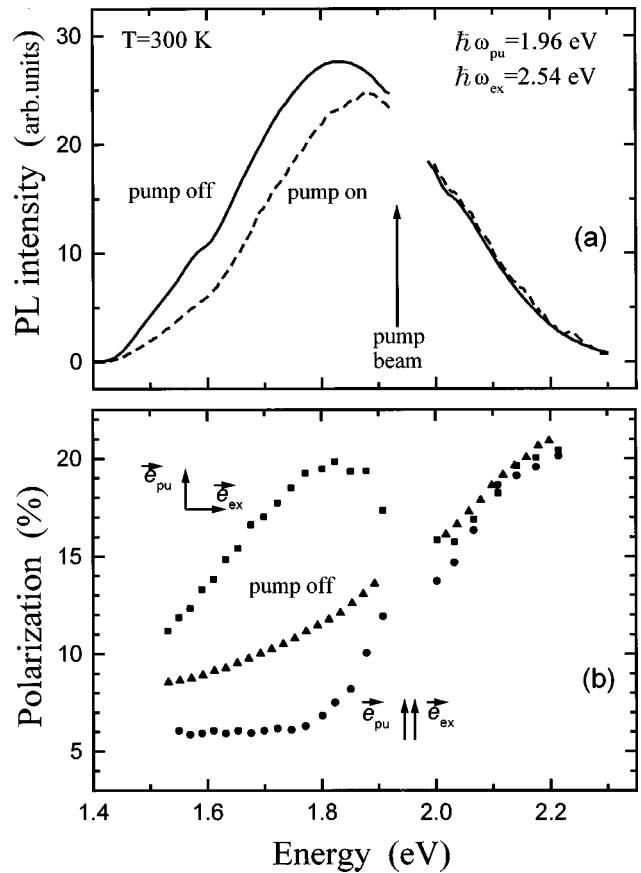 T=300 K
ℏω_pu=1.96 eV
ℏω_ex=2.54 eV
PL intensity (arb.units)
30
20
10
0
pump off
pump on
pump
beam
(a)
Polarization (%)
20
15
10
5
e_pu
e_ex
pump off
(b)
e_pu
e_ex
1.4 1.6 1.8 2.0 2.2
Energy (eV)